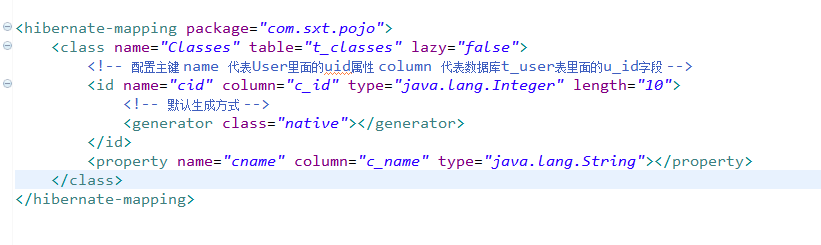 <hibernate-mapping package="com.sxt.pojo">
<class name="Classes" table="t_classes" lazy="false">
<!-- 配置主键 name 代表User里面的uid属性 column 代表数据库t_user表里面的u_id字段 -->
<id name="cid" column="c_id" type="java.lang.Integer" length="10">
<!-- 默认生成方式 -->
<generator class="native"></generator>
</id>
<property name="cname" column="c_name" type="java.lang.String"></property>
</class>
</hibernate-mapping>